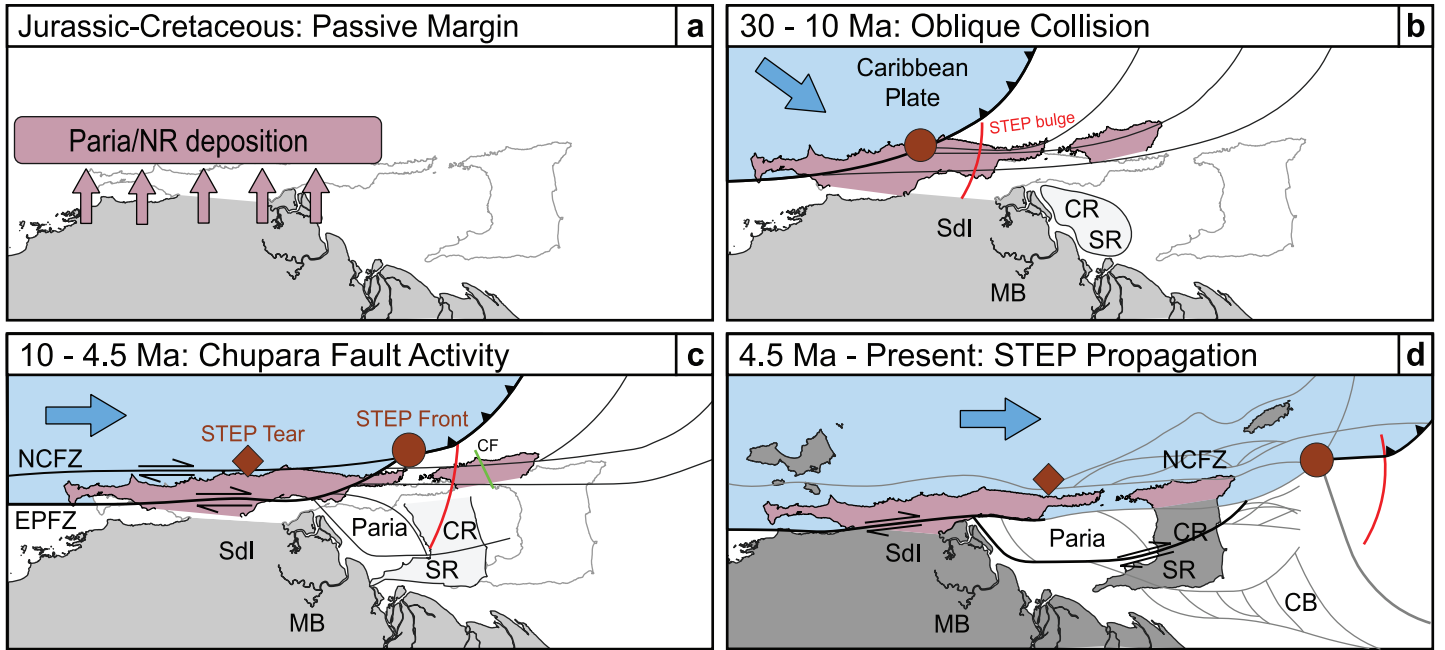 Jurassic-Cretaceous: Passive Margin
a
Paria/NR deposition
30 - 10 Ma: Oblique Collision
b
Caribbean
Plate
STEP bulge
CR
SR
SdI
MB
10 - 4.5 Ma: Chupara Fault Activity
c
STEP Tear
STEP Front
CF
NCFZ
EPFZ
Paria
CR
SdI
SR
MB
4.5 Ma - Present: STEP Propagation
d
NCFZ
Paria
CR
SdI
SR
CB
MB